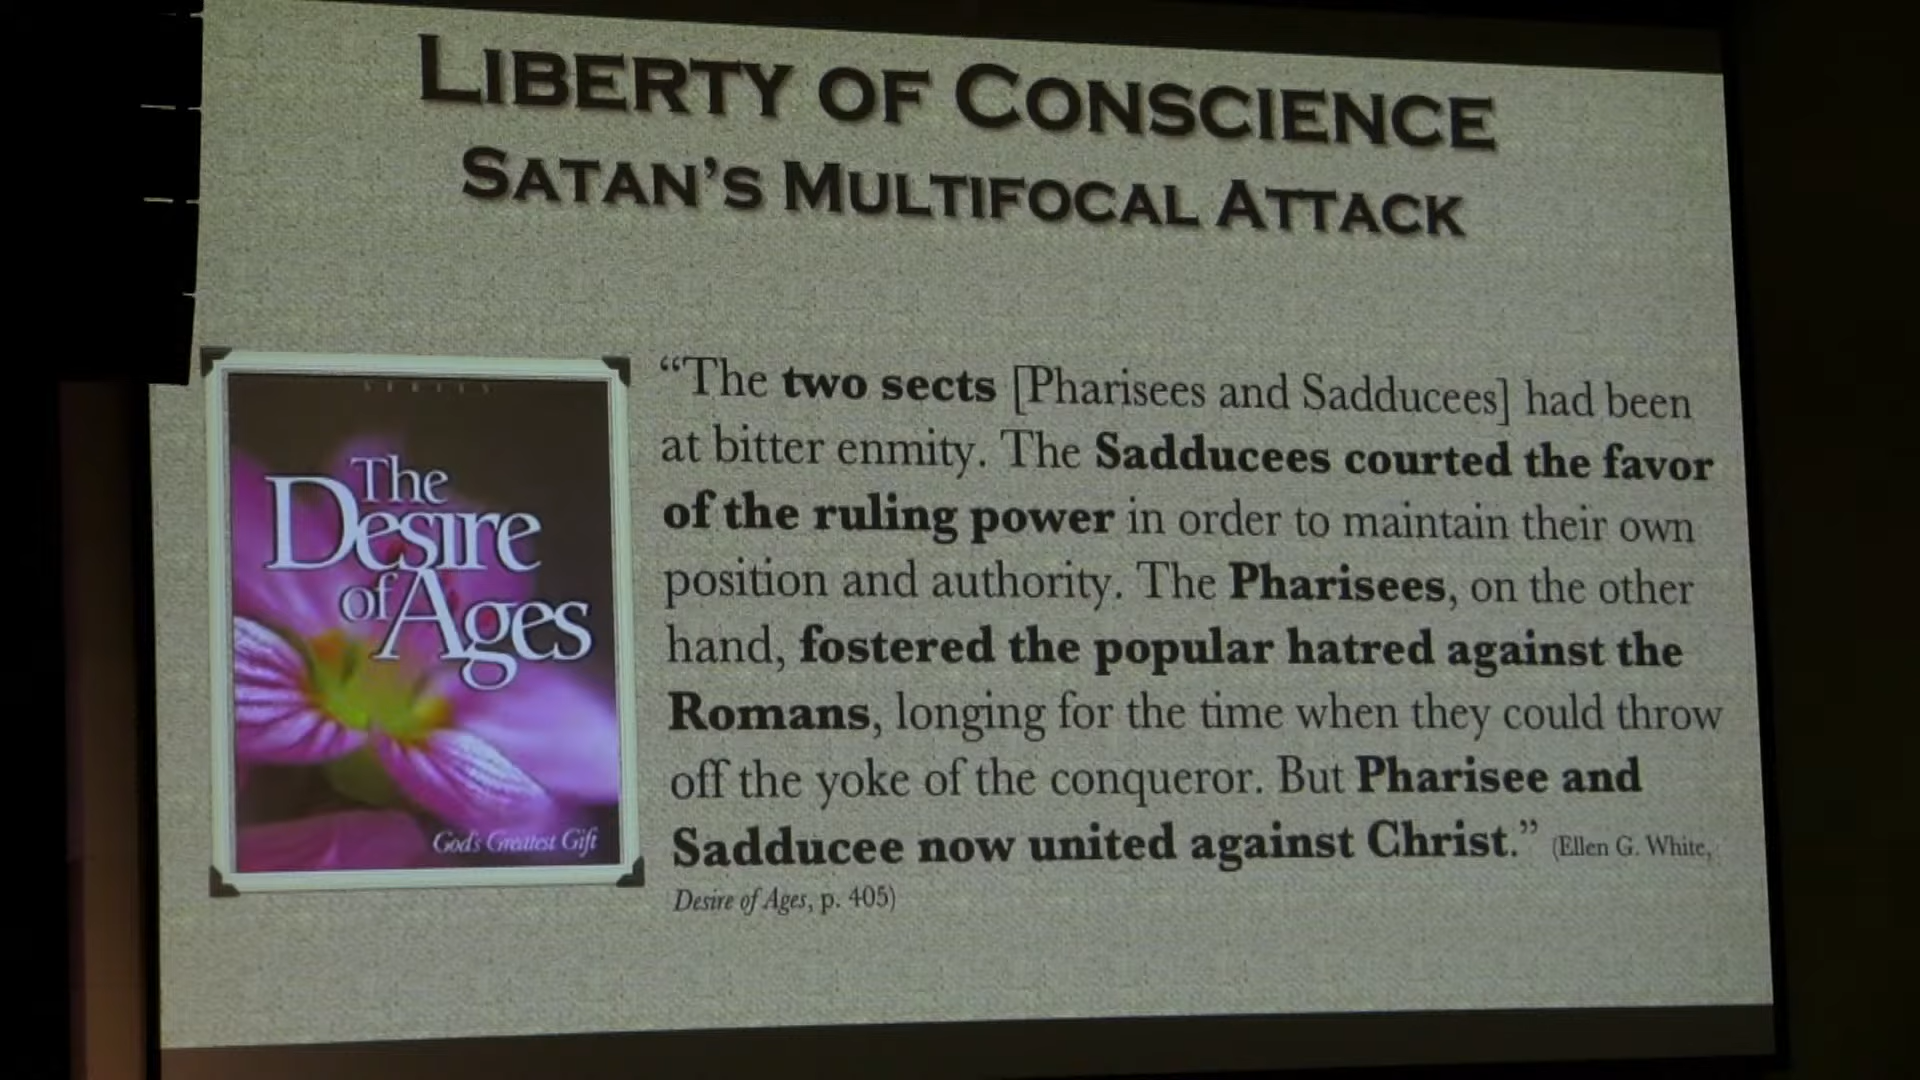 LIBERTY OF CONSCIENCE
SATAN'S MULTIFOCAL ATTACK
SERIES
The
Desire
of Ages
God's Greatest Gift
“The two sects [Pharisees and Sadducees] had been
at bitter enmity. The Sadducees courted the favor
of the ruling power in order to maintain their own
position and authority. The Pharisees, on the other
hand, fostered the popular hatred against the
Romans, longing for the time when they could throw
off the yoke of the conqueror. But Pharisee and
Sadducee now united against Christ.” (Ellen G. White,
Desire of Ages, p. 405)